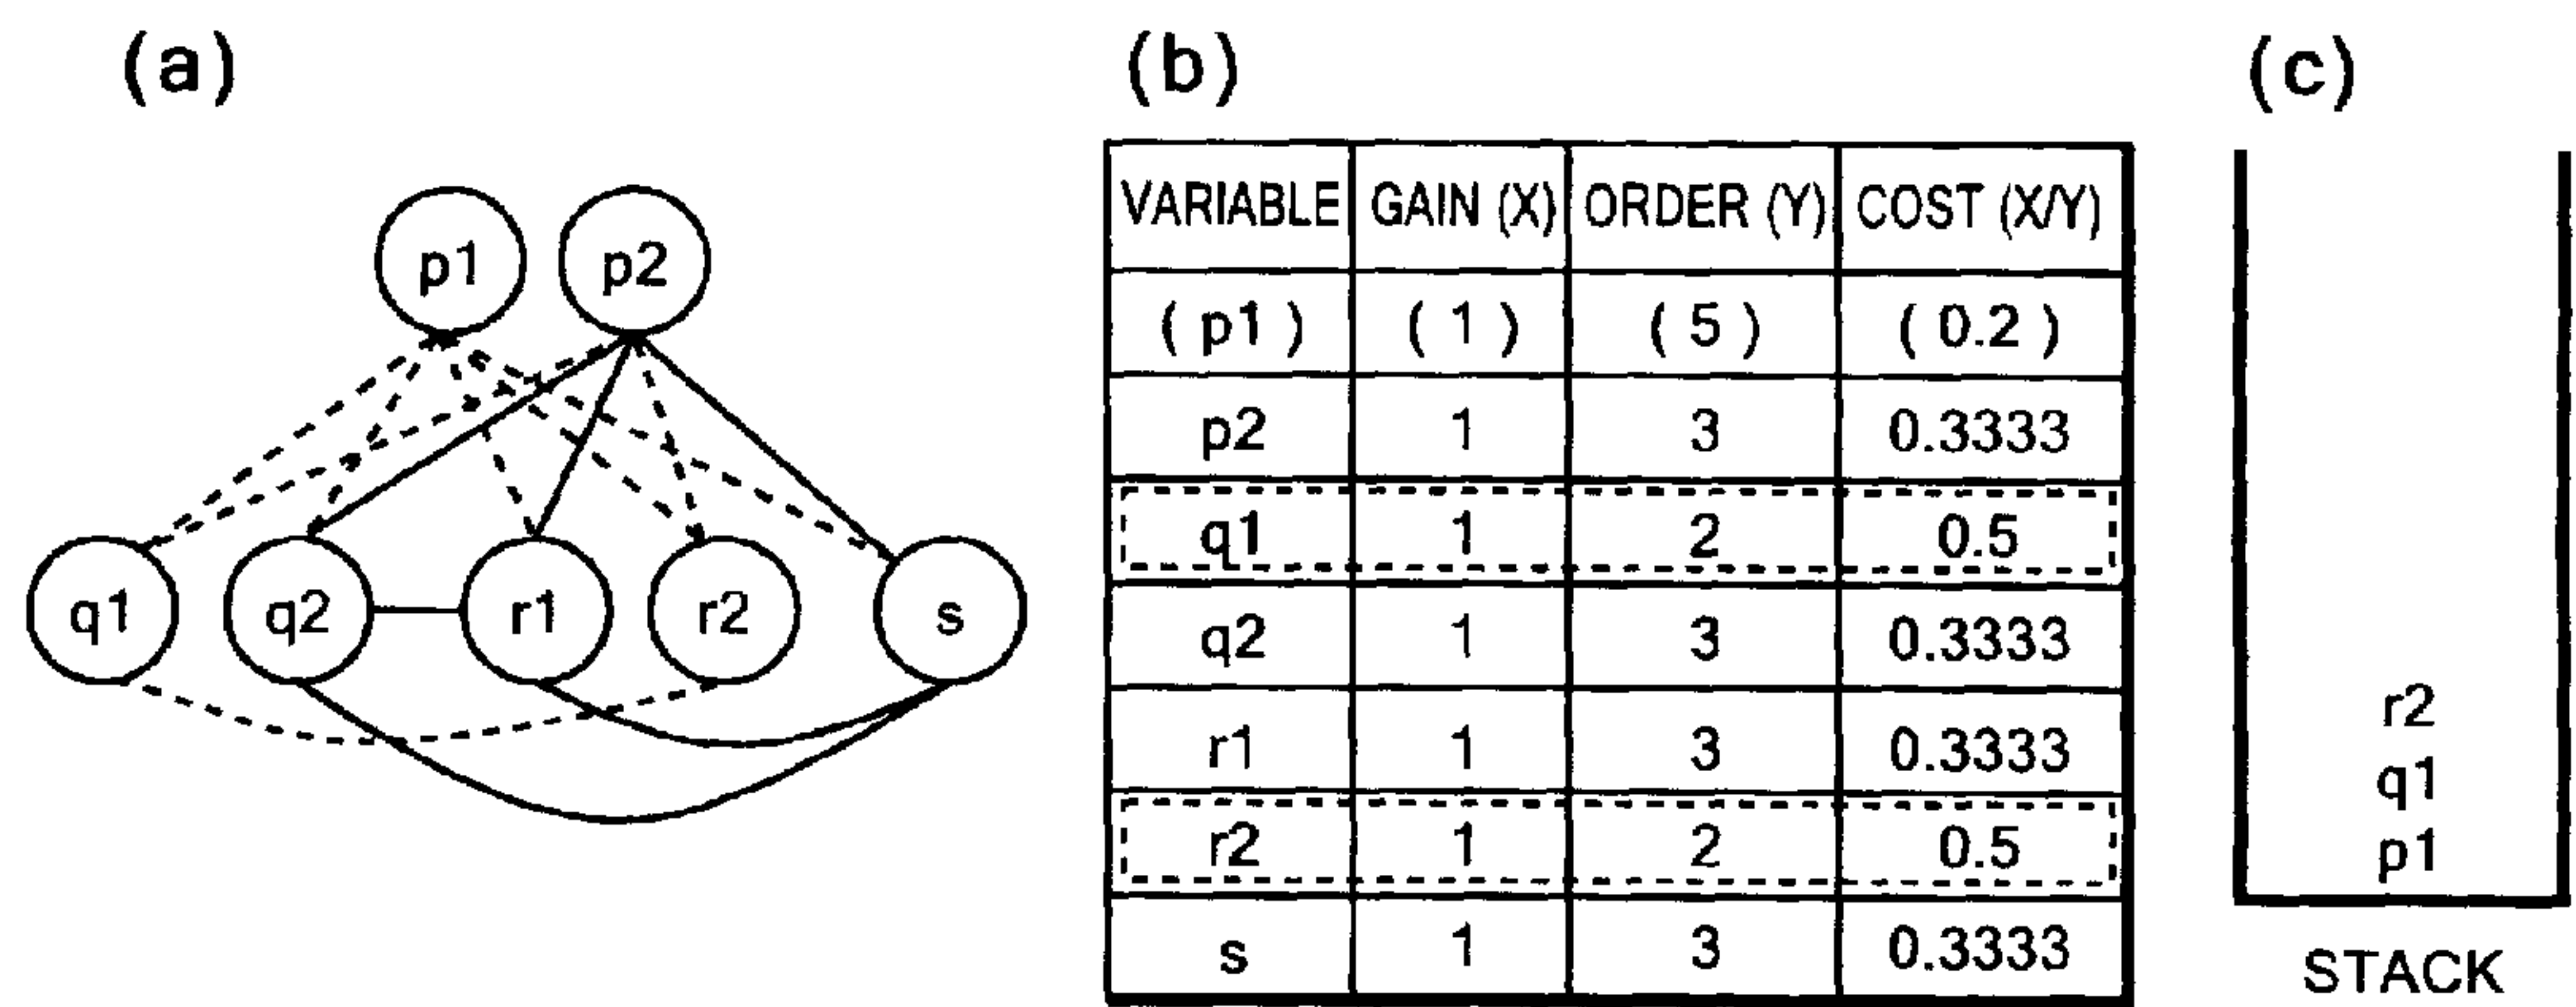 (a)
p1 p2
q1 q2 r1 r2 s
(b)
VARIABLE GAIN (X) ORDER (Y) COST (X/Y)
( p1 ) ( 1 ) ( 5 ) ( 0.2 )
p2 1 3 0.3333
q1 1 2 0.5
q2 1 3 0.3333
r1 1 3 0.3333
r2 1 2 0.5
s 1 3 0.3333
(c)
r2
q1
p1
STACK